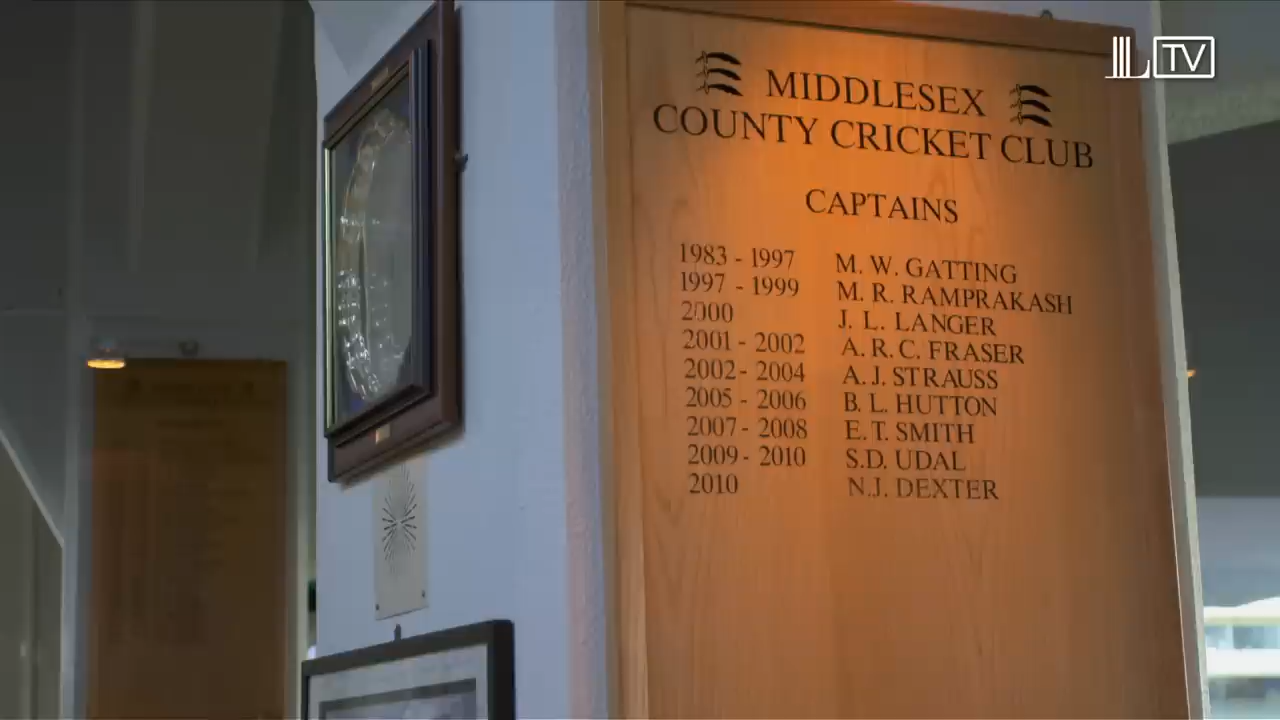 TV
MIDDLESEX
COUNTY CRICKET CLUB
CAPTAINS
1983 - 1997 M. W. GATTING
1997 - 1999 M. R. RAMPRAKASH
2000 J. L. LANGER
2001 - 2002 A. R. C. FRASER
2002 - 2004 A. J. STRAUSS
2005 - 2006 B. L. HUTTON
2007 - 2008 E. T. SMITH
2009 - 2010 S.D. UDAL
2010 N.J. DEXTER